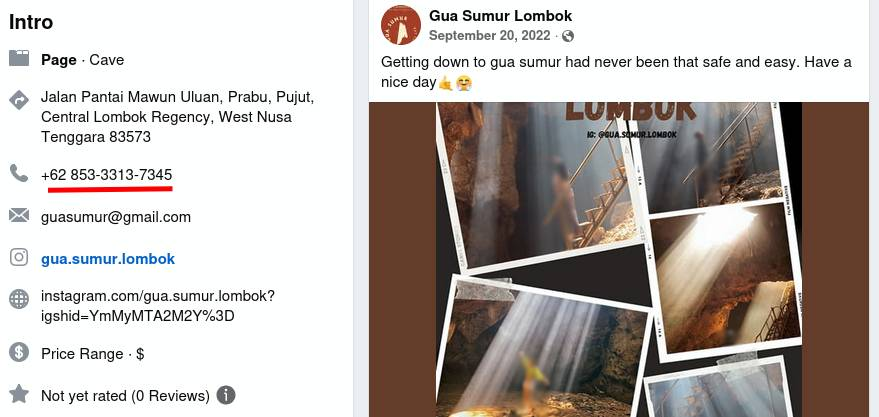 Intro
Page · Cave
Jalan Pantai Mawun Uluan, Prabu, Pujut,
Central Lombok Regency, West Nusa
Tenggara 83573
+62 853-3313-7345
guasumur@gmail.com
gua.sumur.lombok
instagram.com/gua.sumur.lombok?
igshid=YmMyMTA2M2Y%3D
Price Range · $
Not yet rated (0 Reviews)
Gua Sumur Lombok
September 20, 2022 ·
Getting down to gua sumur had never been that safe and easy. Have a
nice day🤙😤
LOMBOK
IG: @GUA.SUMUR.LOMBOK